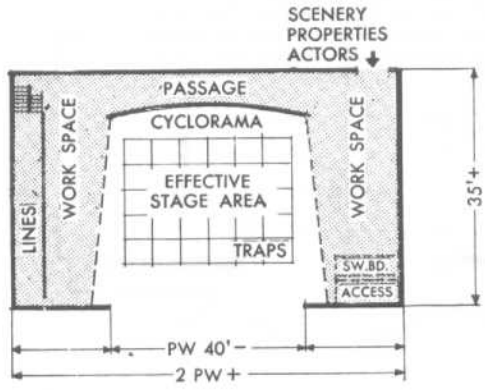 SCENERY
PROPERTIES
ACTORS
PASSAGE
CYCLORAMA
WORK SPACE
WORK SPACE
EFFECTIVE
STAGE AREA
LINES
TRAPS
SW.BD.
ACCESS
35'+
PW 40'-
2 PW +